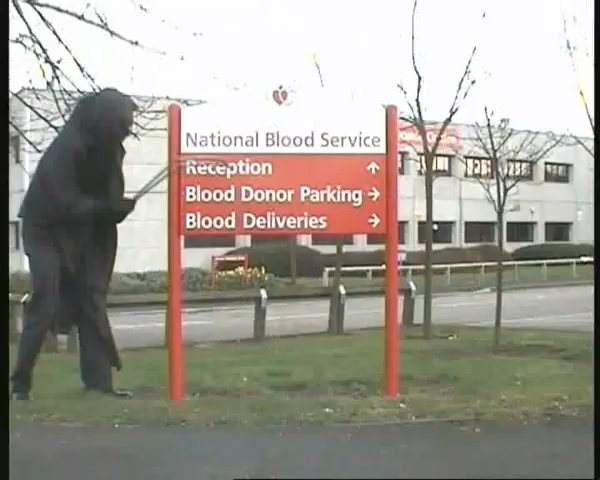 National Blood Service
Reception ↑
Blood Donor Parking →
Blood Deliveries →